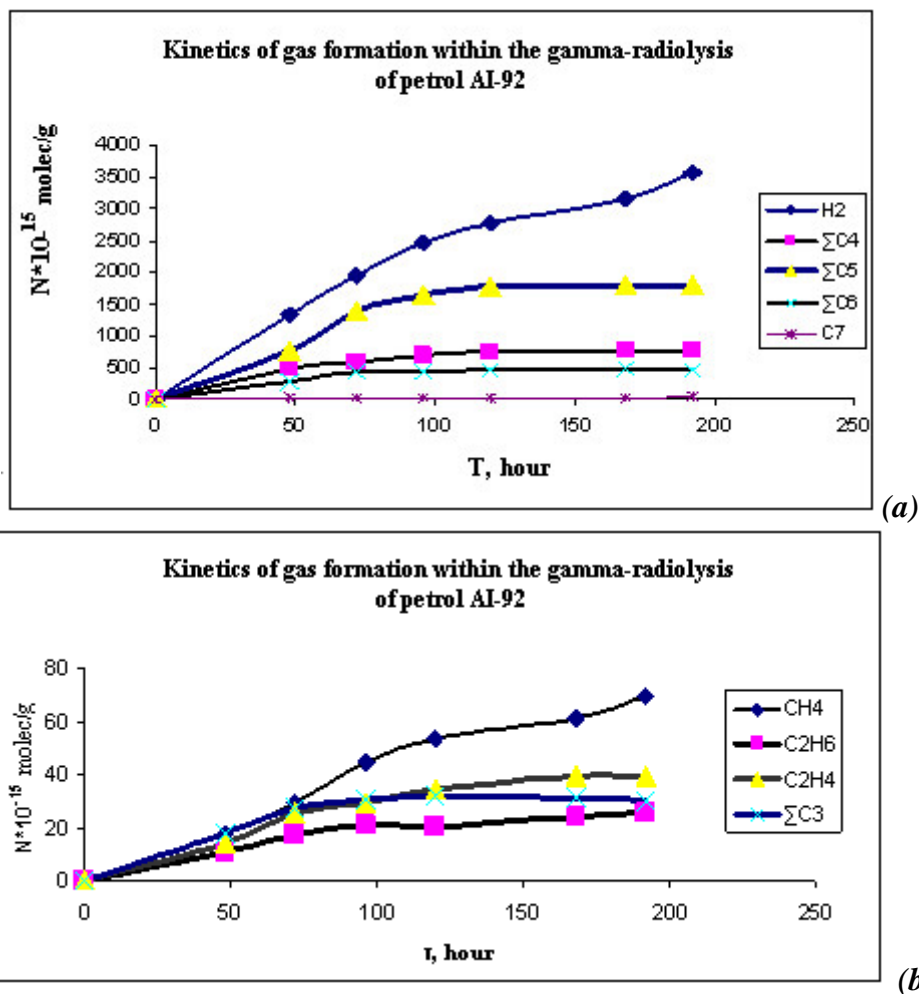 Kinetics of gas formation within the gamma-radiolysis
of petrol AI-92
N*10-¹⁵ molec/g
4000
3500
3000
2500
2000
1500
1000
500
0
0 50 100 150 200 250
T, hour
H2
∑C4
∑C5
∑C6
C7
(a)
Kinetics of gas formation within the gamma-radiolysis
of petrol AI-92
N*10⁻¹⁵ molec/g
80
60
40
20
0
0 50 100 150 200 250
τ, hour
CH4
C2H6
C2H4
∑C3
(b